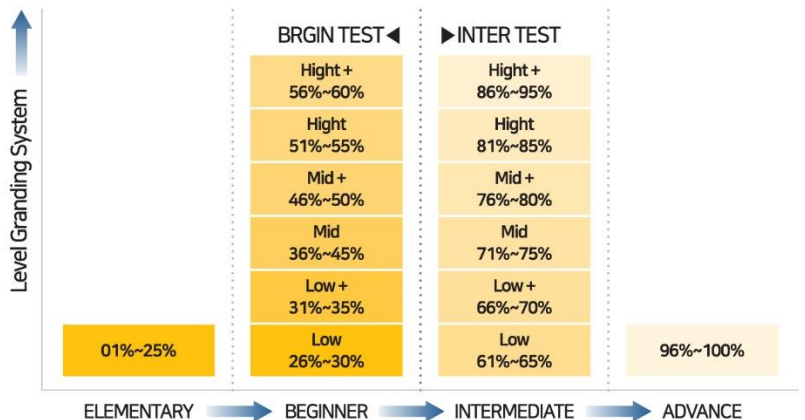 Level Granding System
BRGIN TEST◀
▶INTER TEST
Hight +
56%~60%
Hight
51%~55%
Mid +
46%~50%
Mid
36%~45%
Low +
31%~35%
Low
26%~30%
Hight +
86%~95%
Hight
81%~85%
Mid +
76%~80%
Mid
71%~75%
Low +
66%~70%
Low
61%~65%
01%~25%
96%~100%
ELEMENTARY
BEGINNER
INTERMEDIATE
ADVANCE